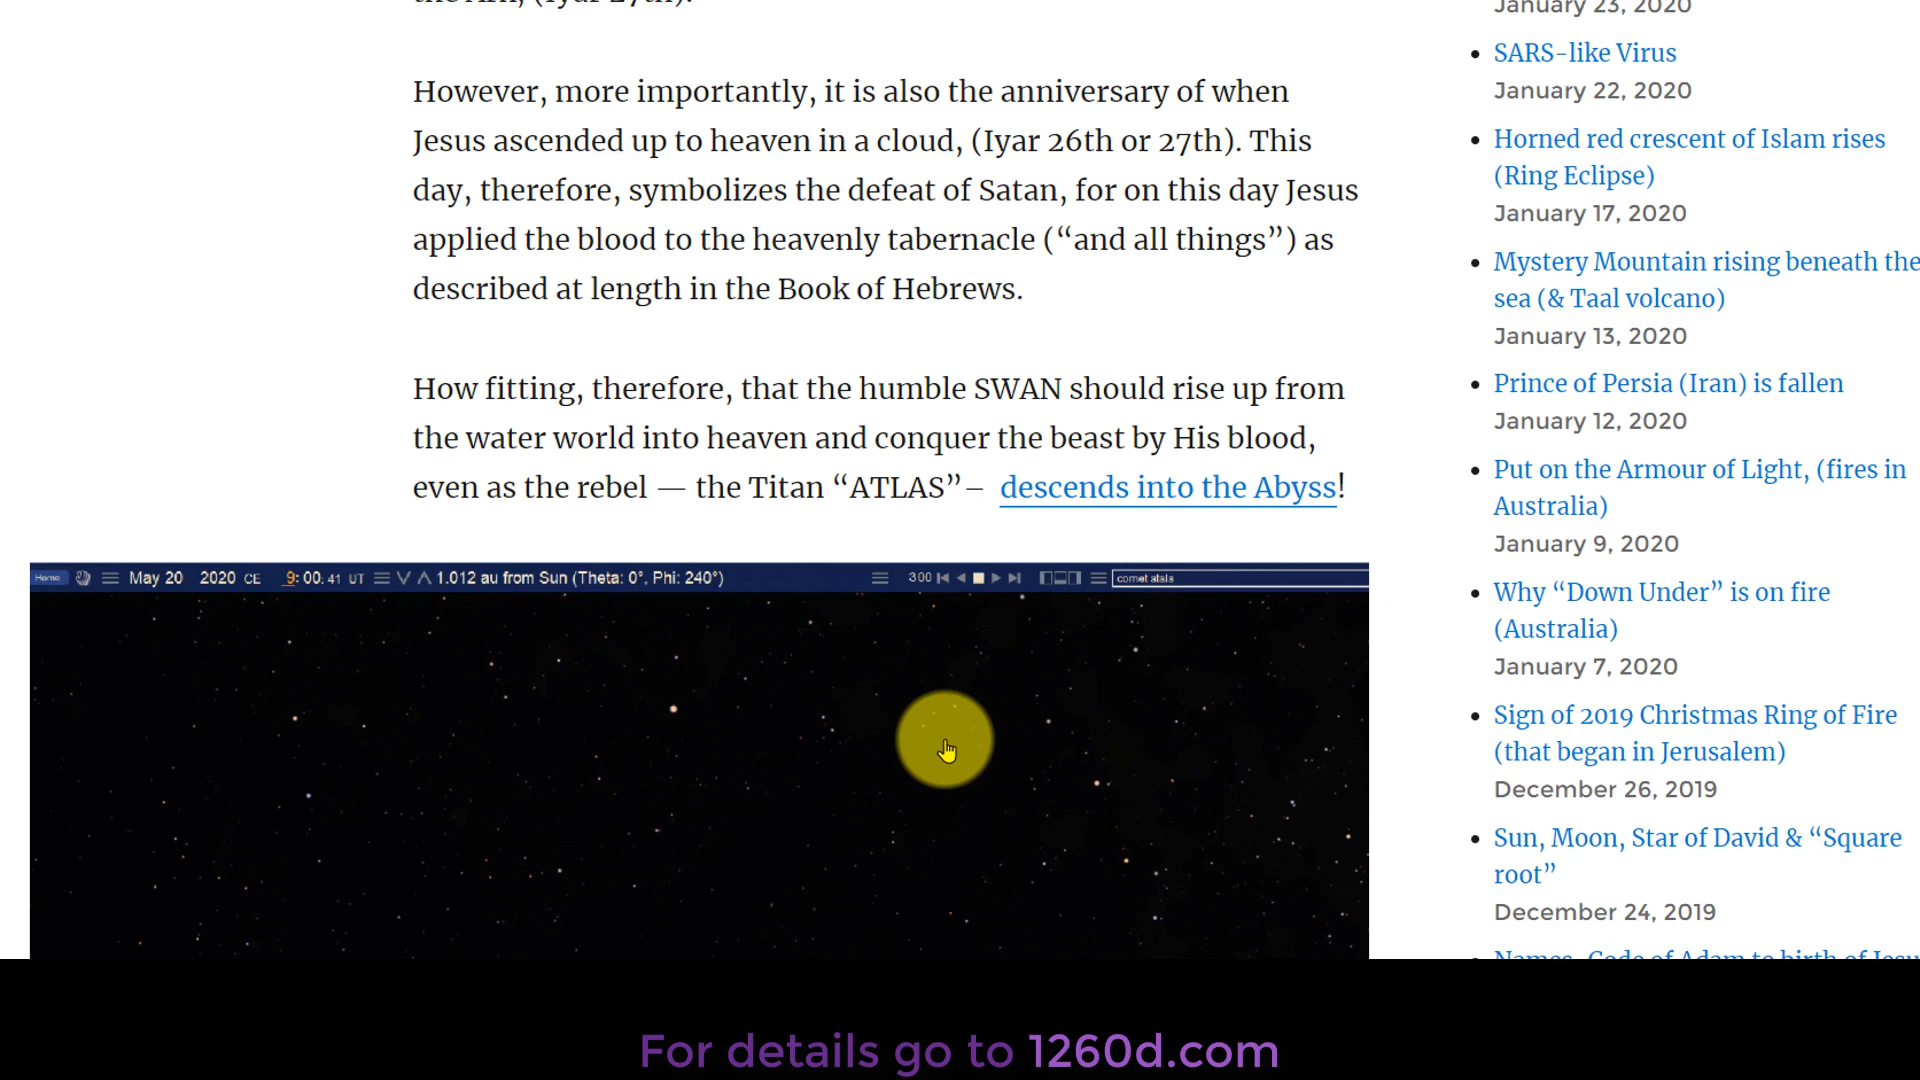 However, more importantly, it is also the anniversary of when
Jesus ascended up to heaven in a cloud, (Iyar 26th or 27th). This
day, therefore, symbolizes the defeat of Satan, for on this day Jesus
applied the blood to the heavenly tabernacle (“and all things”) as
described at length in the Book of Hebrews.
How fitting, therefore, that the humble SWAN should rise up from
the water world into heaven and conquer the beast by His blood,
even as the rebel — the Titan “ATLAS”– descends into the Abyss!
Home May 20 2020 CE 9:00.41 UT 1.012 au from Sun (Theta: 0°, Phi: 240°) 300 comet atals
January 23, 2020
SARS-like Virus
January 22, 2020
Horned red crescent of Islam rises
(Ring Eclipse)
January 17, 2020
Mystery Mountain rising beneath the
sea (& Taal volcano)
January 13, 2020
Prince of Persia (Iran) is fallen
January 12, 2020
Put on the Armour of Light, (fires in
Australia)
January 9, 2020
Why “Down Under” is on fire
(Australia)
January 7, 2020
Sign of 2019 Christmas Ring of Fire
(that began in Jerusalem)
December 26, 2019
Sun, Moon, Star of David & “Square
root”
December 24, 2019
For details go to 1260d.com